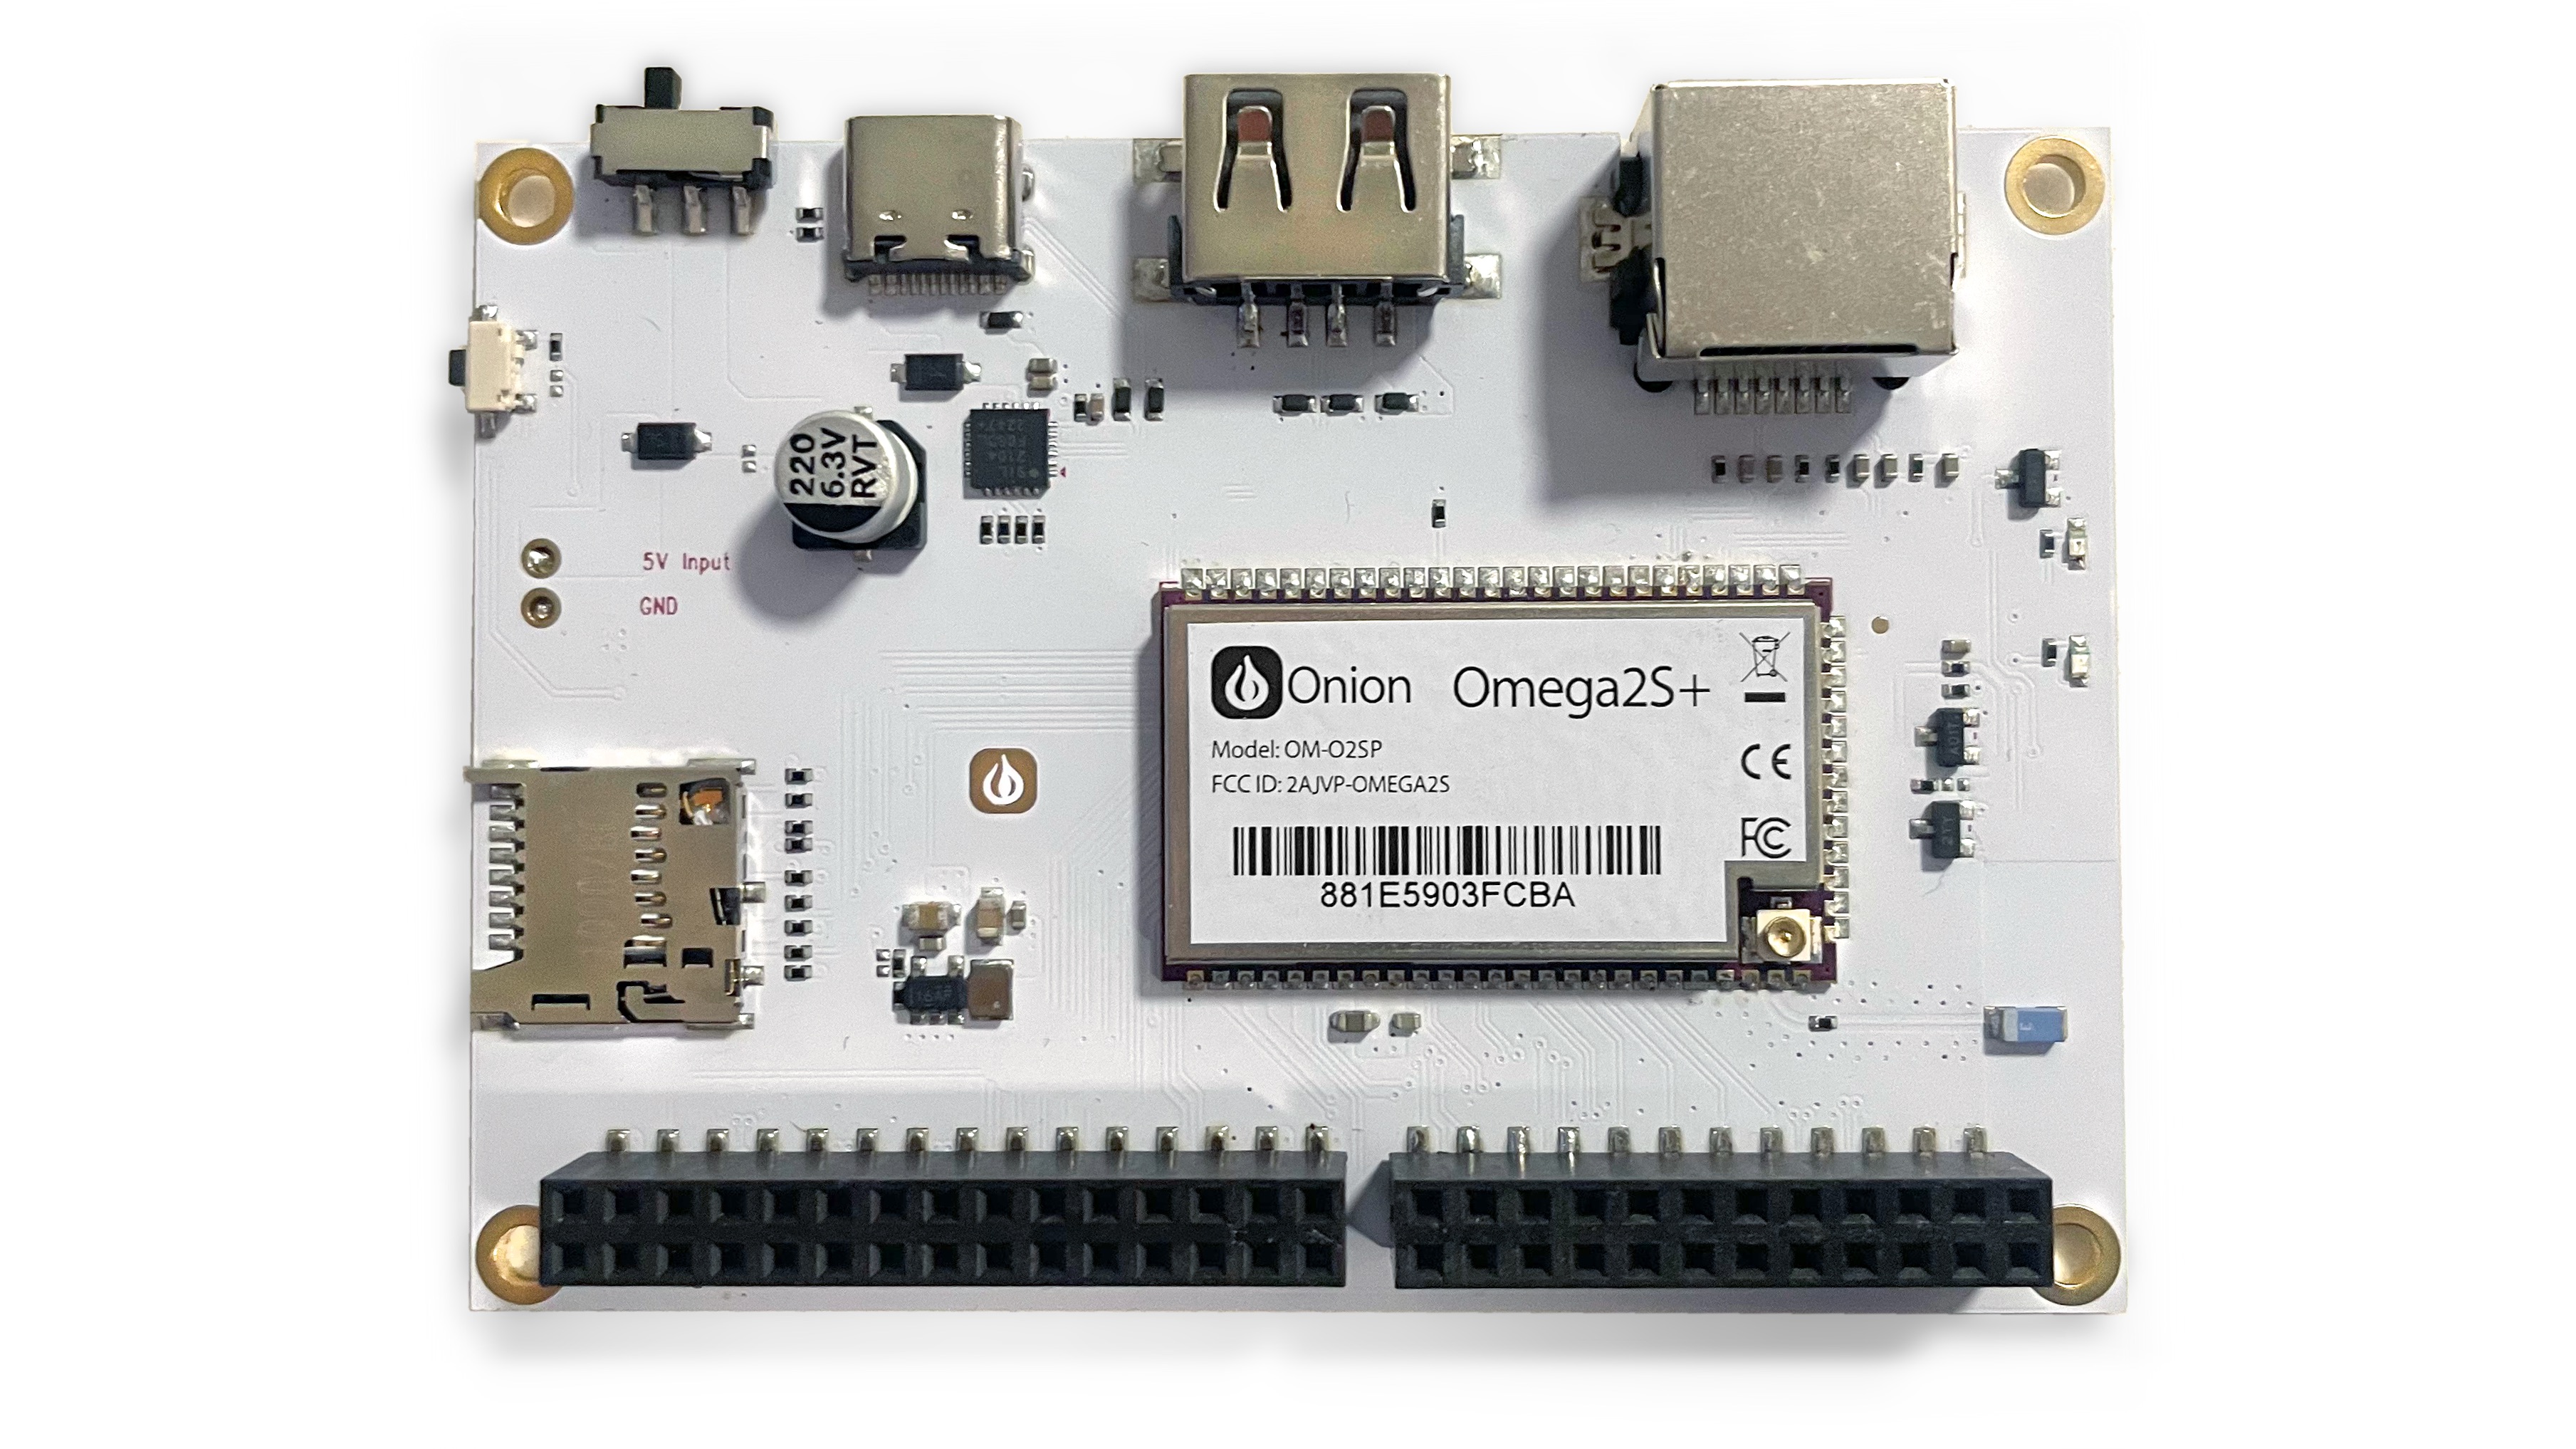 220
6.3V
RVT
5V Input
GND
Onion Omega2S+
Model: OM-O2SP
FCC ID: 2AJVP-OMEGA2S
CE
FC
881E5903FCBA
A01T